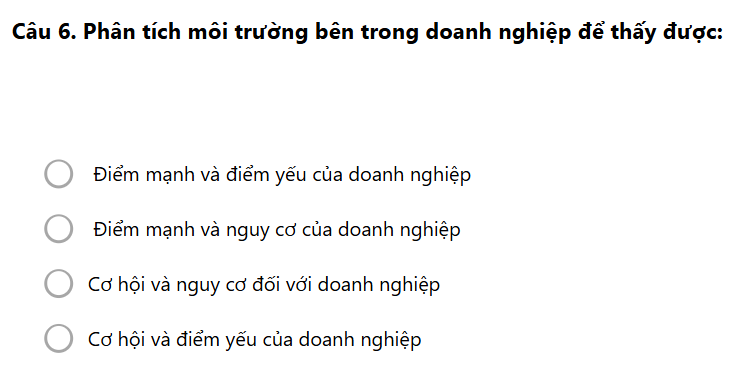 Câu 6. Phân tích môi trường bên trong doanh nghiệp để thấy được:
Điểm mạnh và điểm yếu của doanh nghiệp
Điểm mạnh và nguy cơ của doanh nghiệp
Cơ hội và nguy cơ đối với doanh nghiệp
Cơ hội và điểm yếu của doanh nghiệp